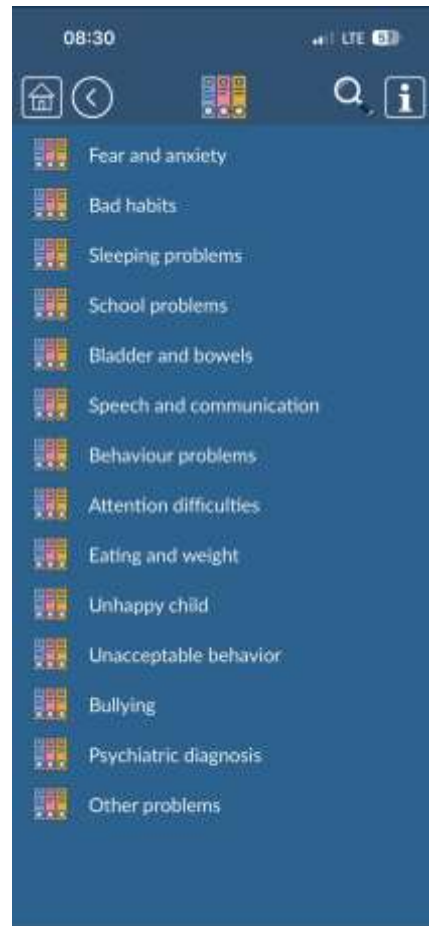 08:30
LTE
Fear and anxiety
Bad habits
Sleeping problems
School problems
Bladder and bowels
Speech and communication
Behaviour problems
Attention difficulties
Eating and weight
Unhappy child
Unacceptable behavior
Bullying
Psychiatric diagnosis
Other problems